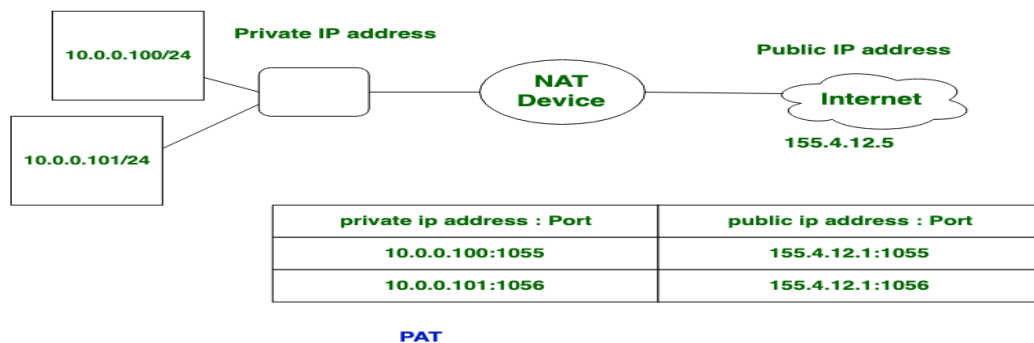 10.0.0.100/24
Private IP address
Public IP address
NAT
Device
Internet
10.0.0.101/24
155.4.12.5
private ip address : Port public ip address : Port
10.0.0.100:1055 155.4.12.1:1055
10.0.0.101:1056 155.4.12.1:1056
PAT